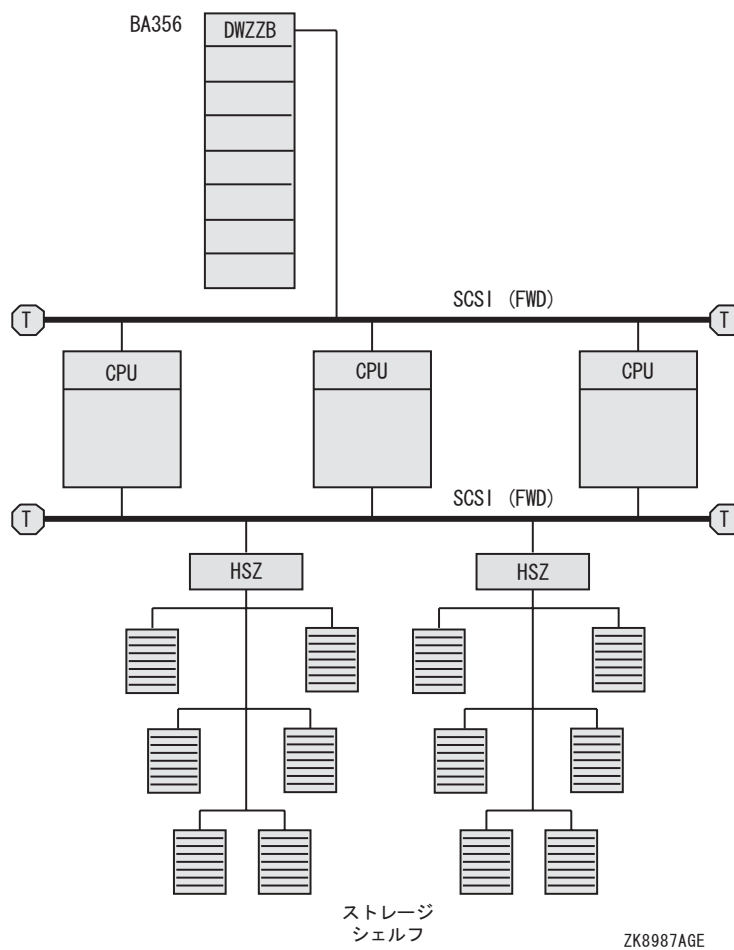 BA356 DWZZB
SCSI (FWD)
T T
CPU CPU CPU
SCSI (FWD)
T T
HSZ HSZ
ストレージ
シェルフ
ZK8987AGE